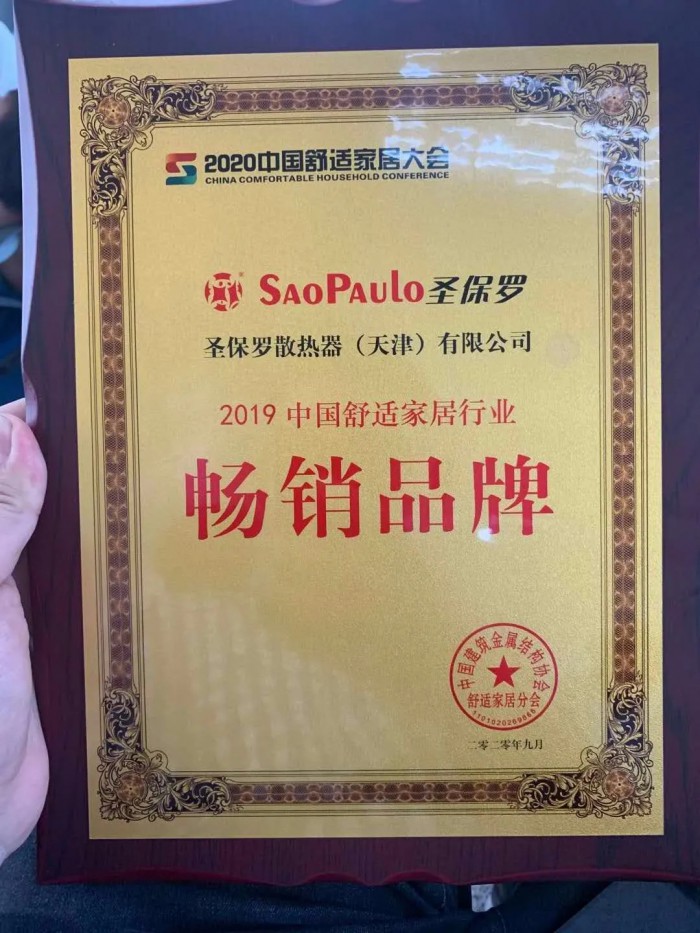 2020中国舒适家居大会
CHINA COMFORTABLE HOUSEHOLD CONFERENCE
SAOPAULO圣保罗
圣保罗散热器（天津）有限公司
2019 中国舒适家居行业
畅销品牌
中国建筑金属结构协会
舒适家居分会
二零二零年九月